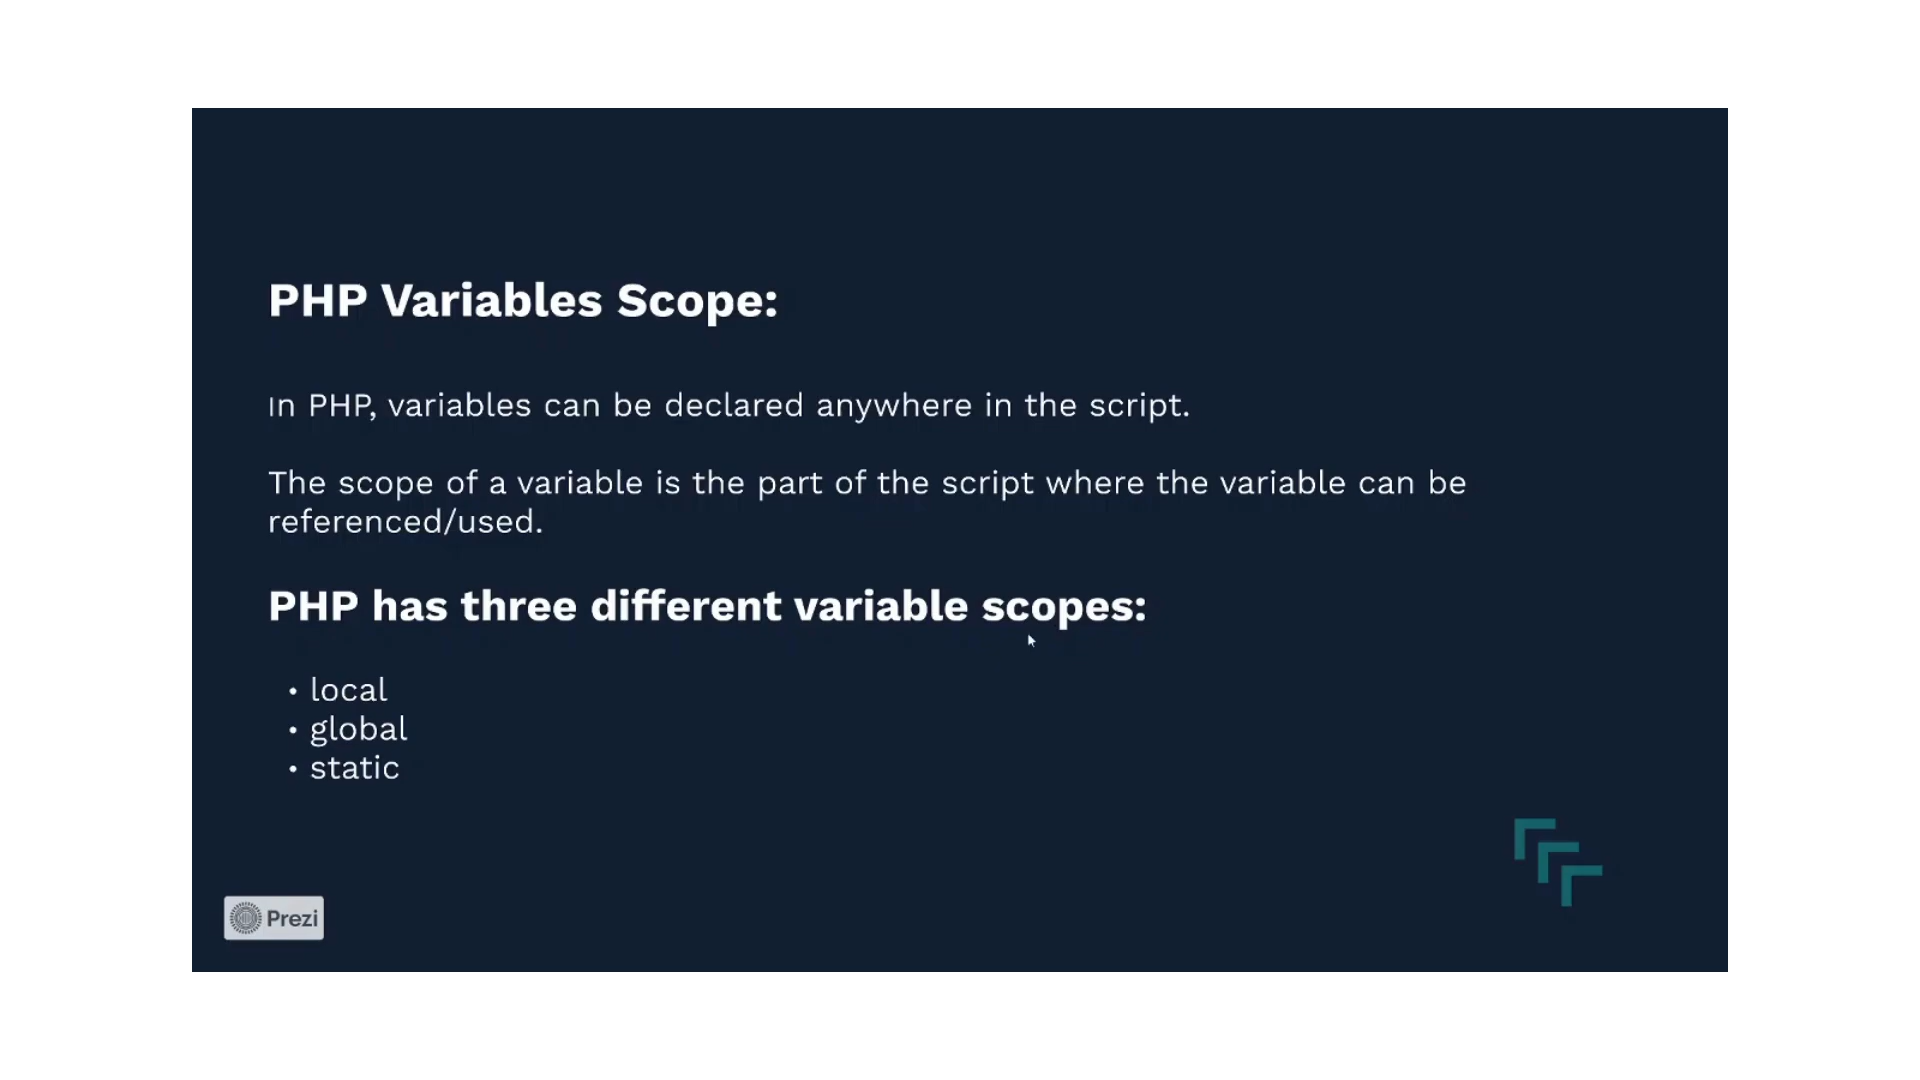 PHP Variables Scope:
In PHP, variables can be declared anywhere in the script.
The scope of a variable is the part of the script where the variable can be
referenced/used.
PHP has three different variable scopes:
• local
• global
• static
Prezi